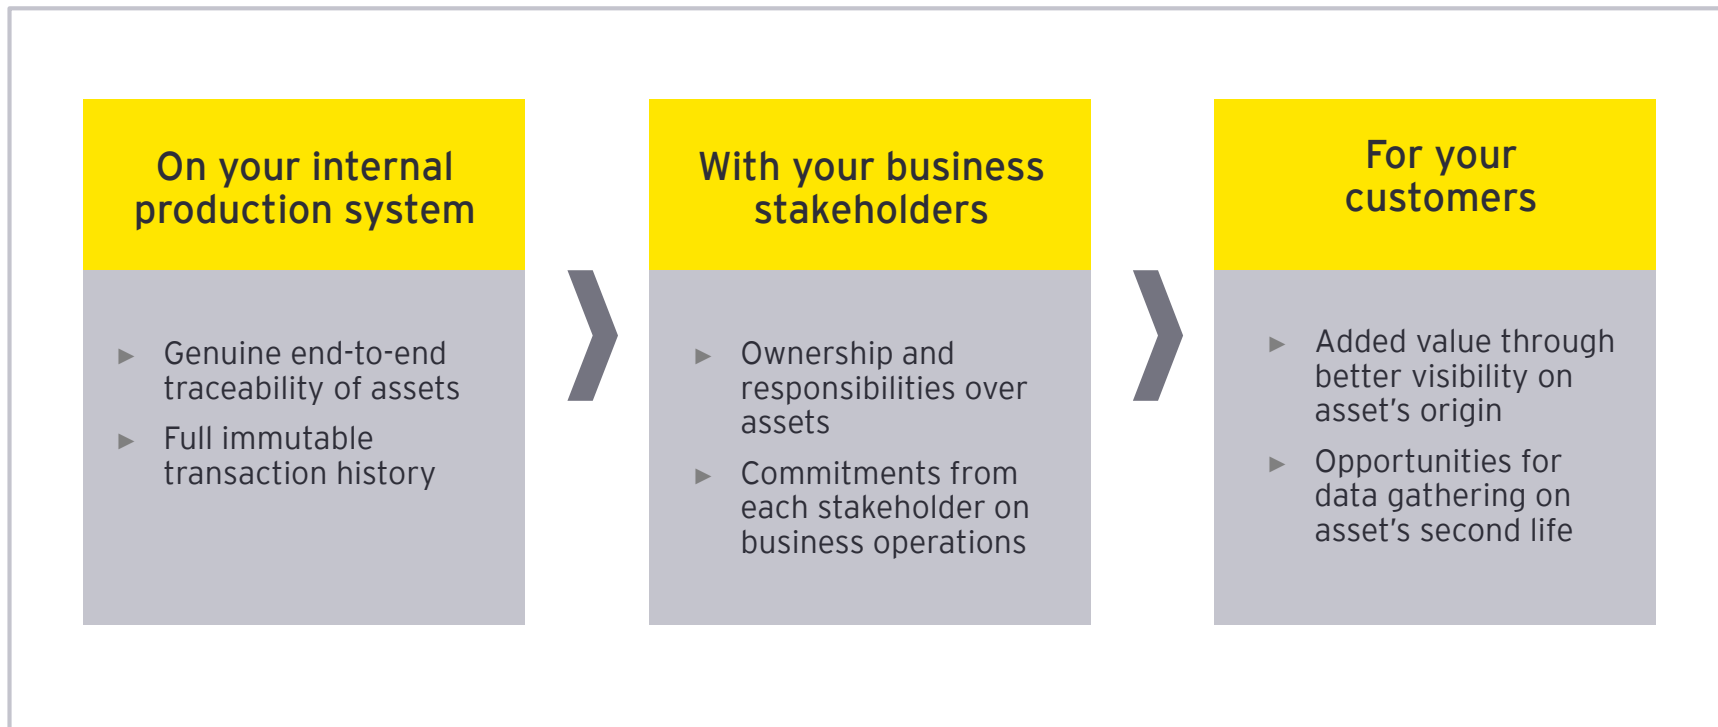 On your internal
production system
► Genuine end-to-end
traceability of assets
► Full immutable
transaction history
With your business
stakeholders
► Ownership and
responsibilities over
assets
► Commitments from
each stakeholder on
business operations
For your
customers
► Added value through
better visibility on
asset’s origin
► Opportunities for
data gathering on
asset’s second life